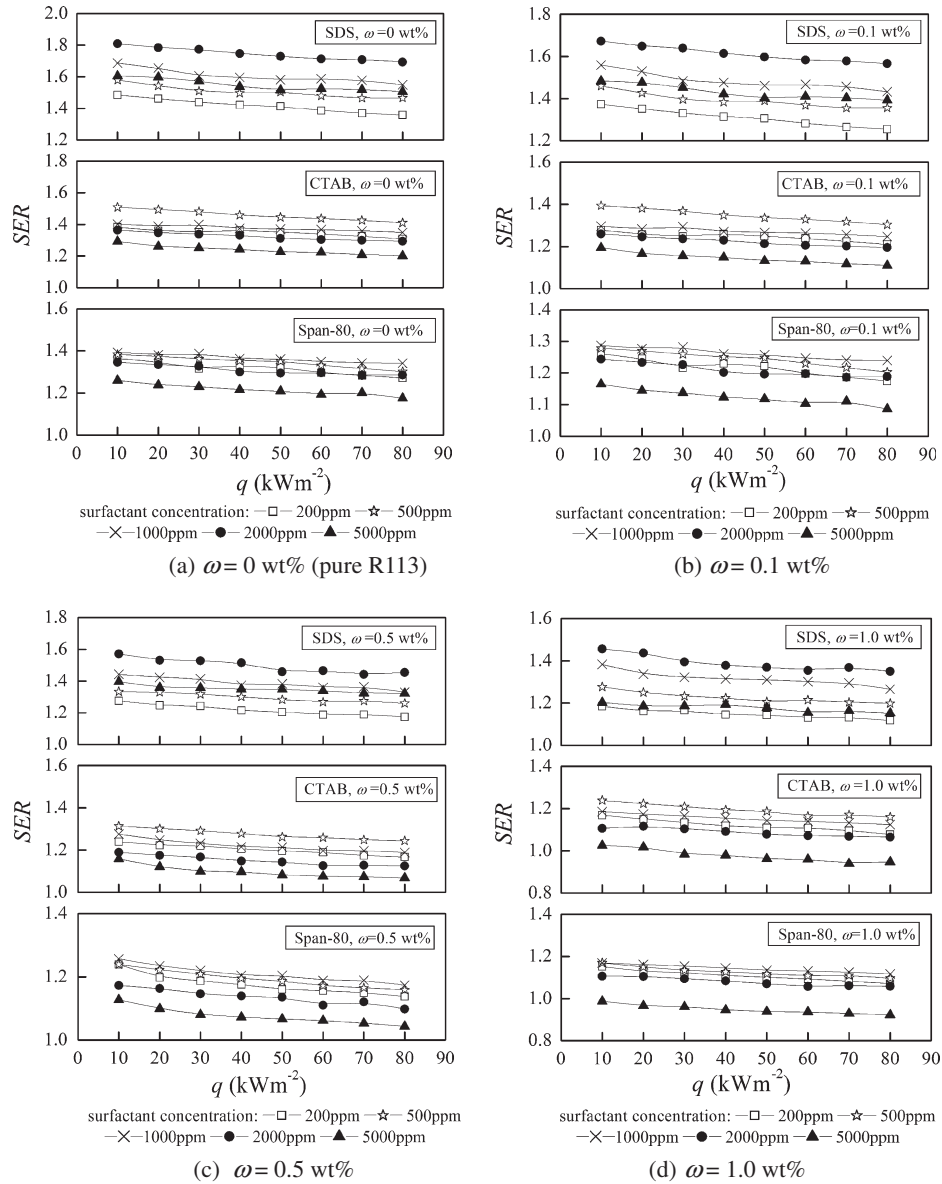 SDS, ω=0 wt%
2.0
1.8
1.6
1.4
1.2
CTAB, ω=0 wt%
1.8
1.6
1.4
1.2
1.0
SER
Span-80, ω=0 wt%
1.6
1.4
1.2
1.0
0 10 20 30 40 50 60 70 80 90
q (kWm-2)
surfactant concentration: 200ppm 500ppm
1000ppm 2000ppm 5000ppm
(a) ω= 0 wt% (pure R113)
SDS, ω=0.1 wt%
1.8
1.6
1.4
1.2
CTAB, ω=0.1 wt%
1.6
1.4
1.2
1.0
SER
Span-80, ω=0.1 wt%
1.4
1.3
1.2
1.1
1.0
0 10 20 30 40 50 60 70 80 90
q (kWm-2)
surfactant concentration: 200ppm 500ppm
1000ppm 2000ppm 5000ppm
(b) ω= 0.1 wt%
SDS, ω=0.5 wt%
1.8
1.6
1.4
1.2
1.0
CTAB, ω=0.5 wt%
1.6
1.4
1.2
1.0
SER
Span-80, ω=0.5 wt%
1.4
1.2
1.0
0 10 20 30 40 50 60 70 80 90
q (kWm-2)
surfactant concentration: 200ppm 500ppm
1000ppm 2000ppm 5000ppm
(c) ω= 0.5 wt%
SDS, ω=1.0 wt%
1.6
1.4
1.2
1.0
CTAB, ω=1.0 wt%
1.4
1.2
1.0
0.8
SER
Span-80, ω=1.0 wt%
1.4
1.2
1.0
0.8
0 10 20 30 40 50 60 70 80 90
q (kWm-2)
surfactant concentration: 200ppm 500ppm
1000ppm 2000ppm 5000ppm
(d) ω= 1.0 wt%